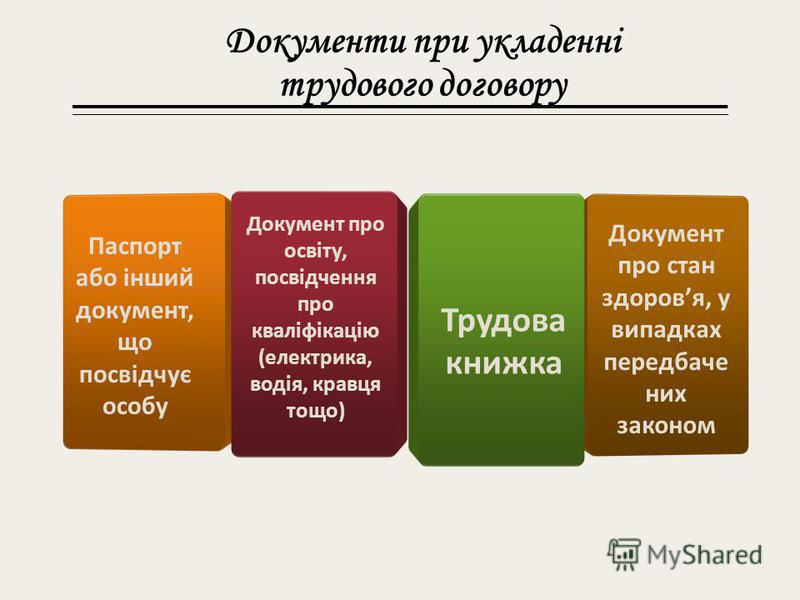 Документи при укладенні
трудового договору
Паспорт
або інший
документ,
що
посвідчує
особу
Документ про
освіту,
посвідчення
про
кваліфікацію
(електрика,
водія, кравця
тощо)
Трудова
книжка
Документ
про стан
здоров’я, у
випадках
передбаче
них
законом
MyShared